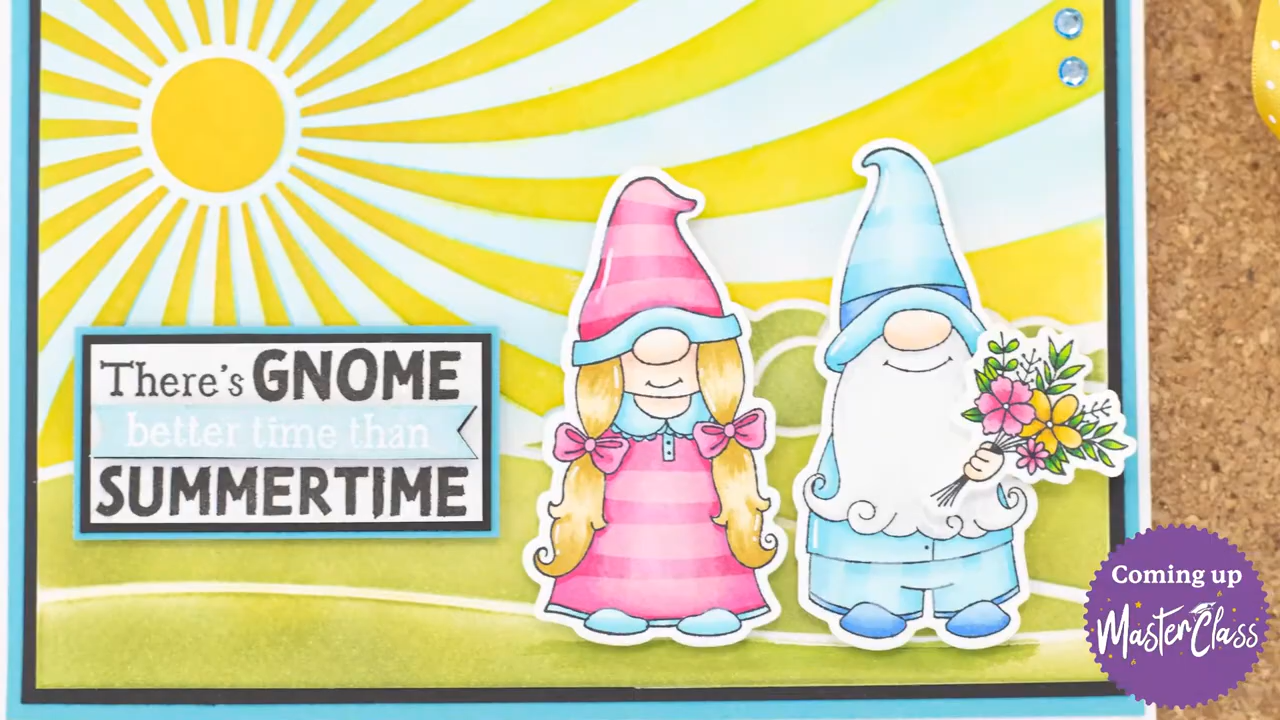 There's GNOME
better time than
SUMMERTIME
Coming up
MasterClass